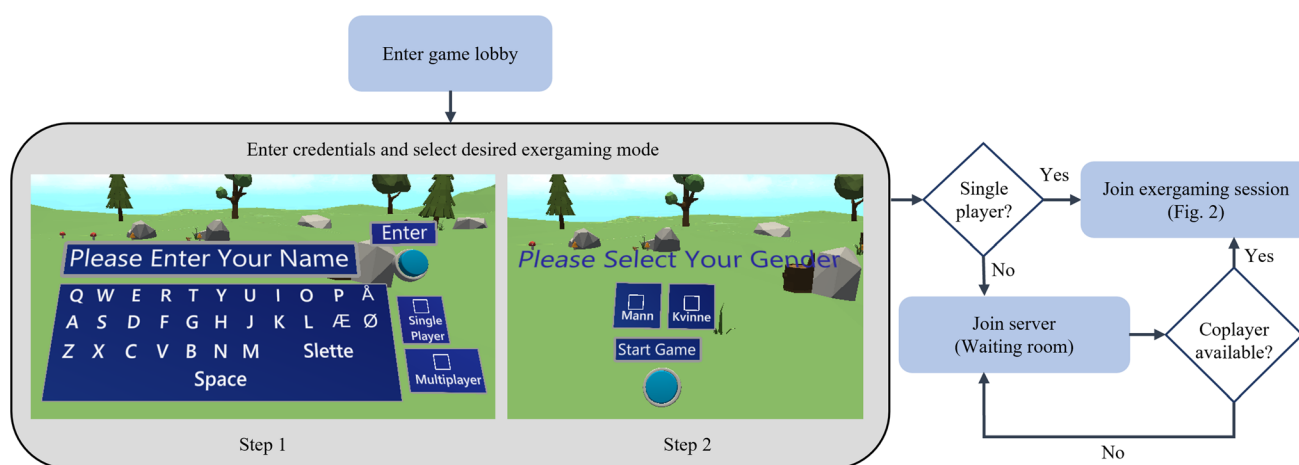 Enter game lobby
Enter credentials and select desired exergaming mode
Enter
Please Enter Your Name
Q W E R T Y U I O P Å
A S D F G H J K L Æ Ø
Z X C V B N M Slette
Space
Single
Player
Multiplayer
Step 1
Please Select Your Gender
Mann Kvinne
Start Game
Step 2
Single
player?
Yes
Join exergaming session
(Fig. 2)
No
Join server
(Waiting room)
Coplayer
available?
Yes
No